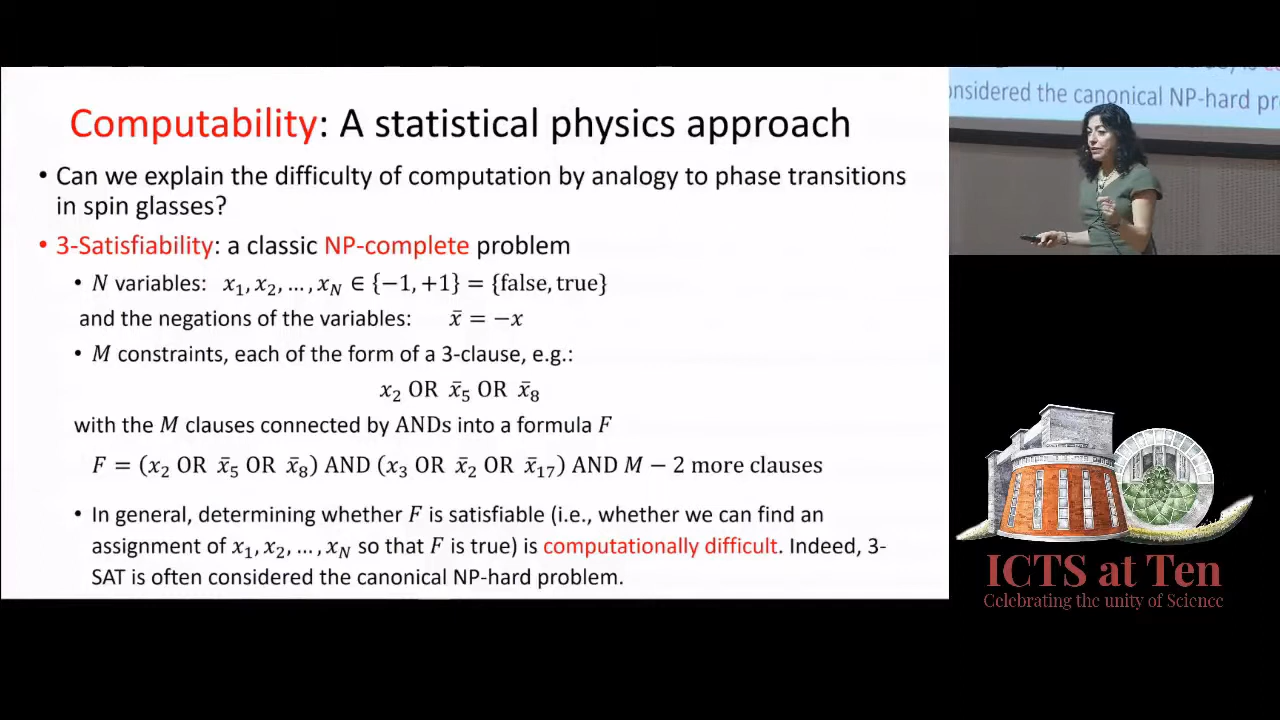 Computability: A statistical physics approach
• Can we explain the difficulty of computation by analogy to phase transitions
in spin glasses?
• 3-Satisfiability: a classic NP-complete problem
• N variables: x₁, x₂, … , x_N ∈ {−1, +1} = {false, true}
and the negations of the variables: x̄ = −x
• M constraints, each of the form of a 3-clause, e.g.:
x₂ OR x̄₅ OR x̄₈
with the M clauses connected by ANDs into a formula F
F = (x₂ OR x̄₅ OR x̄₈) AND (x₃ OR x̄₂ OR x̄₁₇) AND M − 2 more clauses
• In general, determining whether F is satisfiable (i.e., whether we can find an
assignment of x₁, x₂, … , x_N so that F is true) is computationally difficult. Indeed, 3-
SAT is often considered the canonical NP-hard problem.
onsidered the canonical NP-hard pr
ICTS at Ten
Celebrating the unity of Science